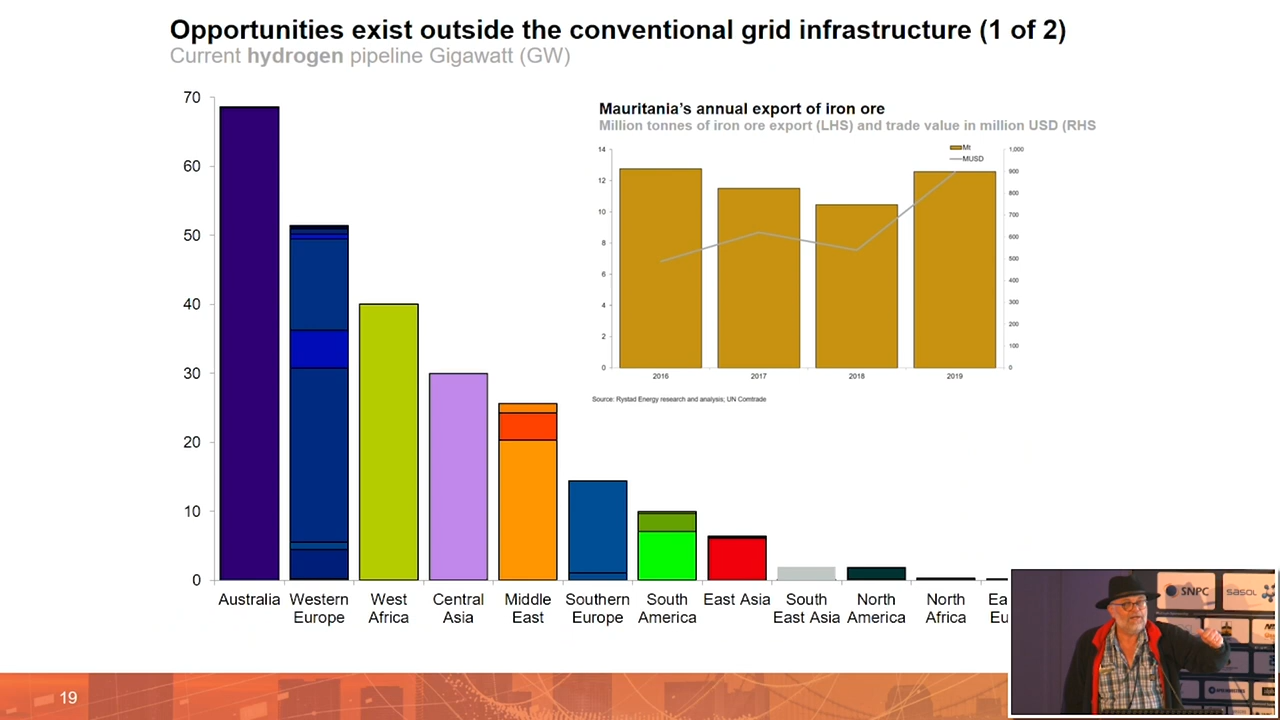 Opportunities exist outside the conventional grid infrastructure (1 of 2)
Current hydrogen pipeline Gigawatt (GW)
70
60
50
40
30
20
10
0
Australia
Western Europe
West Africa
Central Asia
Middle East
Southern Europe
South America
East Asia
South East Asia
North America
North Africa
Ea
Eu
Mauritania's annual export of iron ore
Million tonnes of iron ore export (LHS) and trade value in million USD (RHS
Mt
MUSD
14
12
10
8
6
4
2
0
1,000
900
800
700
600
500
400
300
200
100
0
2016 2017 2018 2019
Source: Rystad Energy research and analysis; UN Comtrade
SNPC
sasol
19